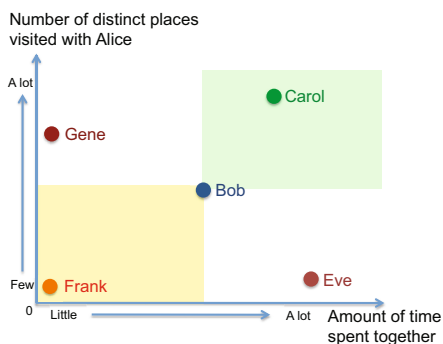 Number of distinct places
visited with Alice
A lot
Carol
Gene
Bob
Few
Frank
Eve
0
Little
A lot
Amount of time
spent together